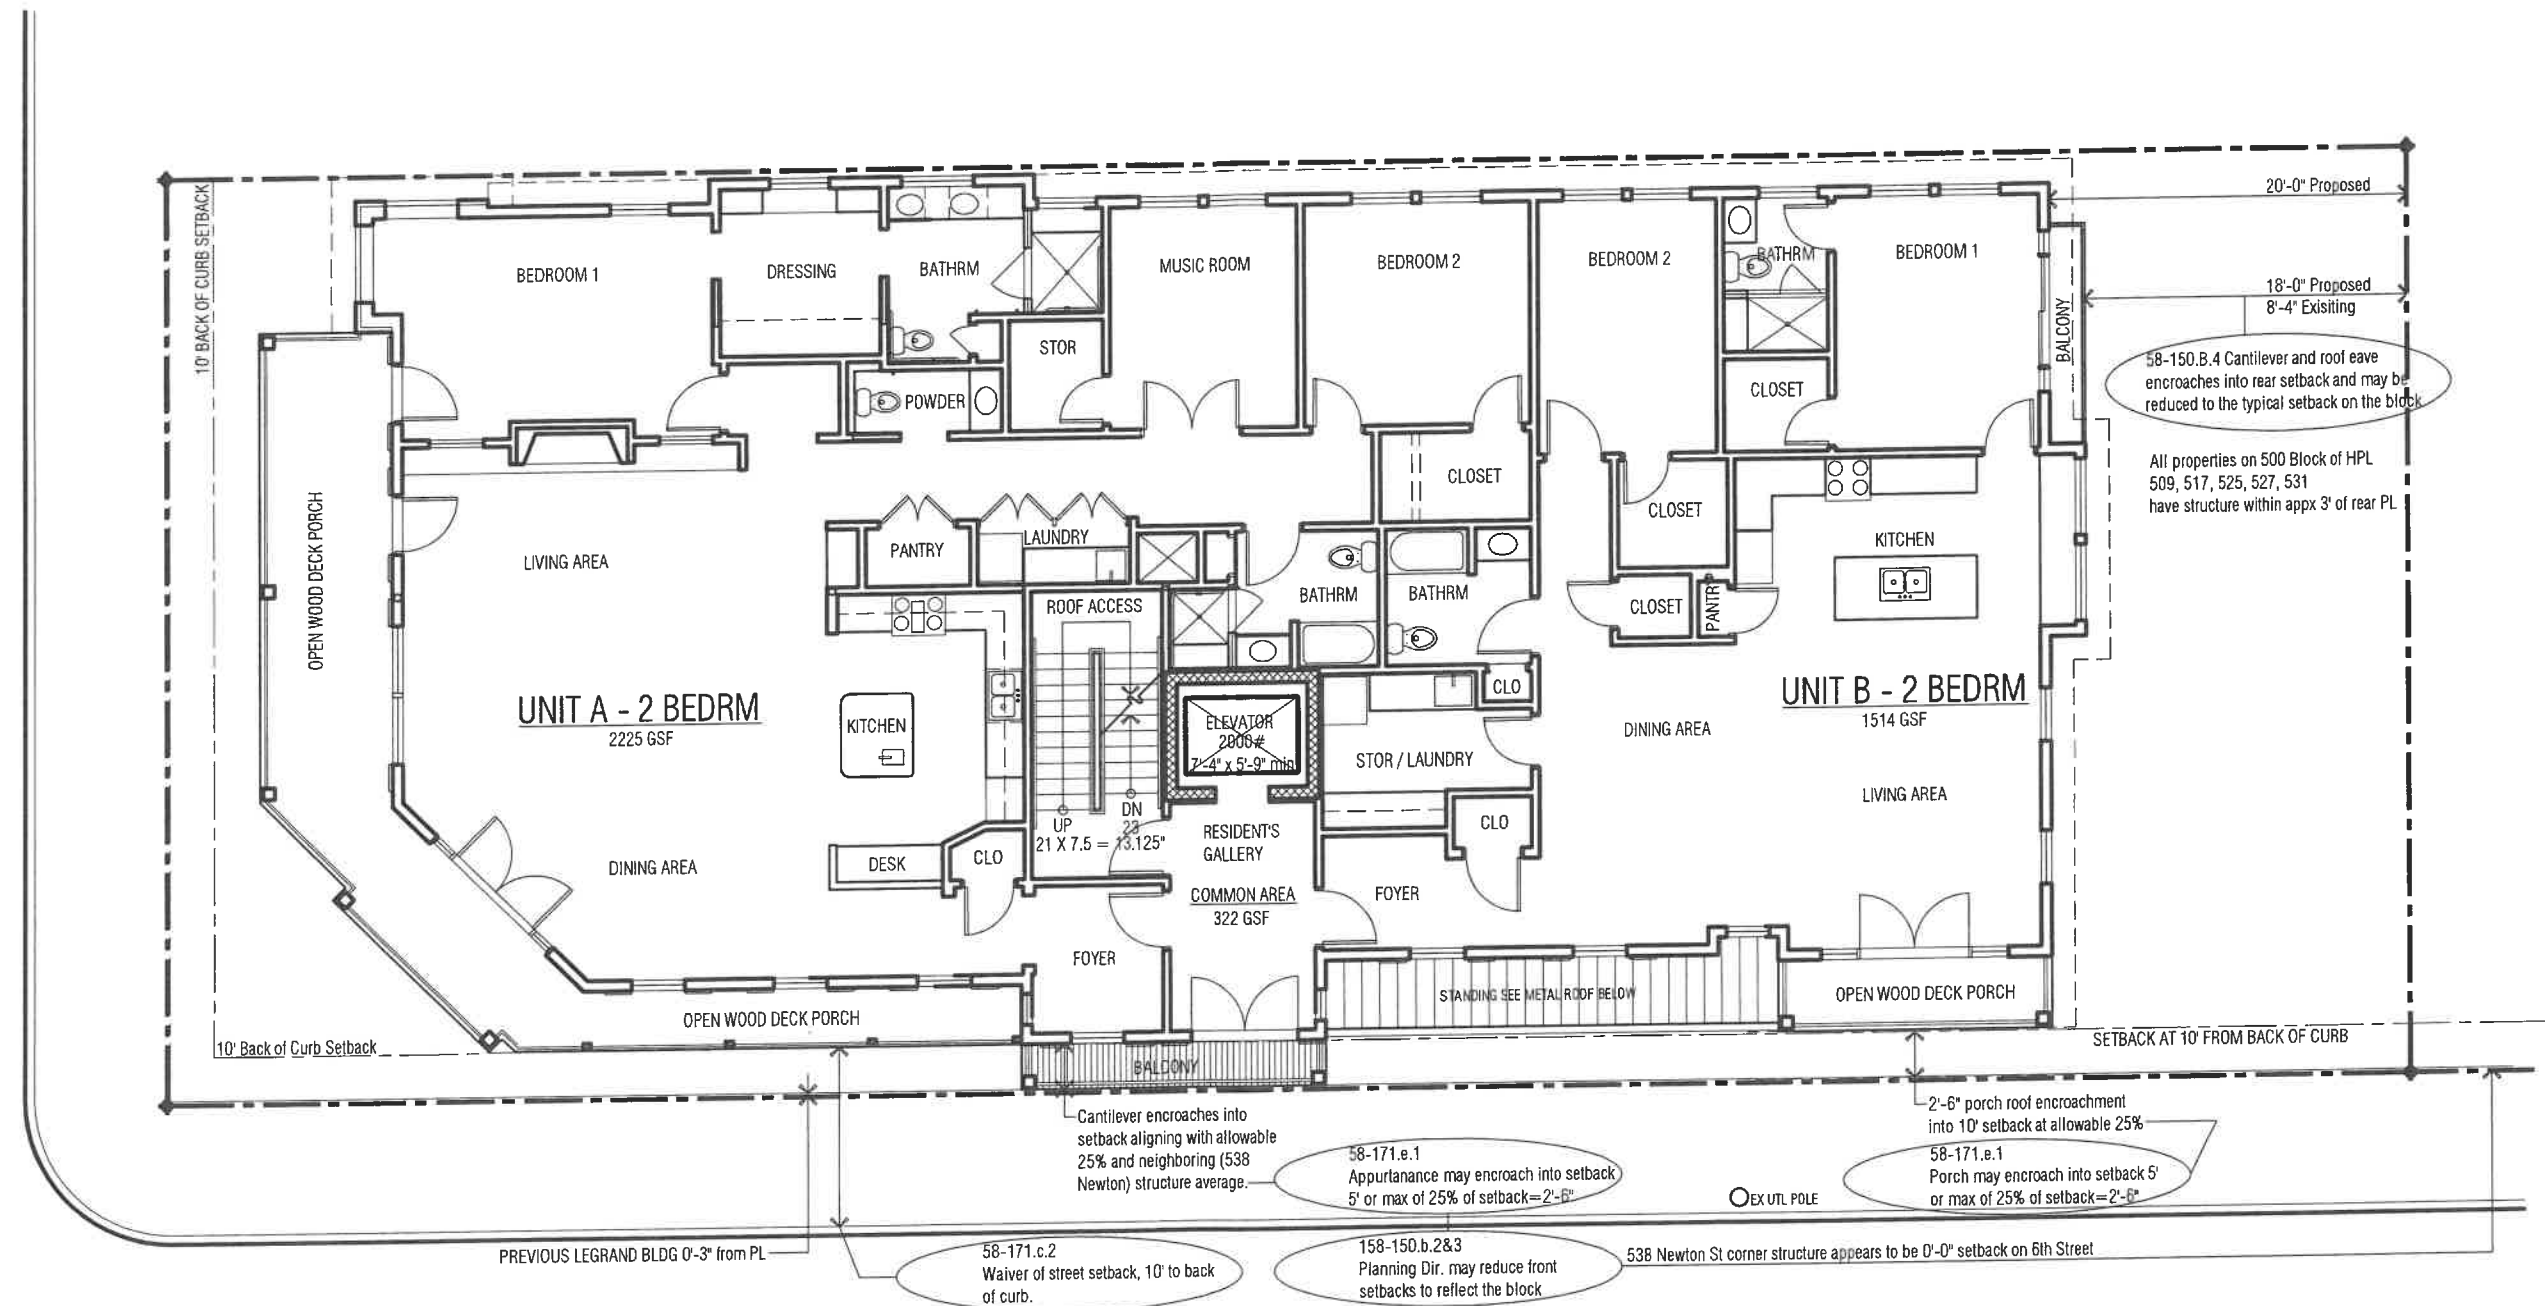 10' BACK OF CURB SETBACK
20'-0" Proposed
18'-0" Proposed
8'-4" Exisiting
BEDROOM 1
DRESSING
BATHRM
MUSIC ROOM
BEDROOM 2
BEDROOM 2
BATHRM
BEDROOM 1
BALCONY
58-150.B.4 Cantilever and roof eave
encroaches into rear setback and may be
reduced to the typical setback on the block
All properties on 500 Block of HPL
509, 517, 525, 527, 531
have structure within appx 3' of rear PL
STOR
POWDER
CLOSET
CLOSET
CLOSET
OPEN WOOD DECK PORCH
LIVING AREA
PANTRY
LAUNDRY
KITCHEN
ROOF ACCESS
BATHRM
BATHRM
CLOSET
PANTRY
UNIT A - 2 BEDRM
2225 GSF
KITCHEN
ELEVATOR
2000#
7'-4" x 5'-9" min
CLO
STOR / LAUNDRY
DINING AREA
UNIT B - 2 BEDRM
1514 GSF
LIVING AREA
UP
DN
23
21 X 7.5 = 13.125"
RESIDENT'S
GALLERY
CLO
DINING AREA
DESK
CLO
COMMON AREA
322 GSF
FOYER
FOYER
OPEN WOOD DECK PORCH
STANDING SEE METAL ROOF BELOW
OPEN WOOD DECK PORCH
10' Back of Curb Setback
BALCONY
SETBACK AT 10' FROM BACK OF CURB
Cantilever encroaches into
setback aligning with allowable
25% and neighboring (538
Newton) structure average.
58-171.e.1
Appurtanance may encroach into setback
5' or max of 25% of setback=2'-6"
2'-6" porch roof encroachment
into 10' setback at allowable 25%
58-171.e.1
Porch may encroach into setback 5'
or max of 25% of setback=2'-6"
EX UTL POLE
PREVIOUS LEGRAND BLDG 0'-3" from PL
58-171.c.2
Waiver of street setback, 10' to back
of curb.
158-150.b.2&3
Planning Dir. may reduce front
setbacks to reflect the block
538 Newton St corner structure appears to be 0'-0" setback on 6th Street